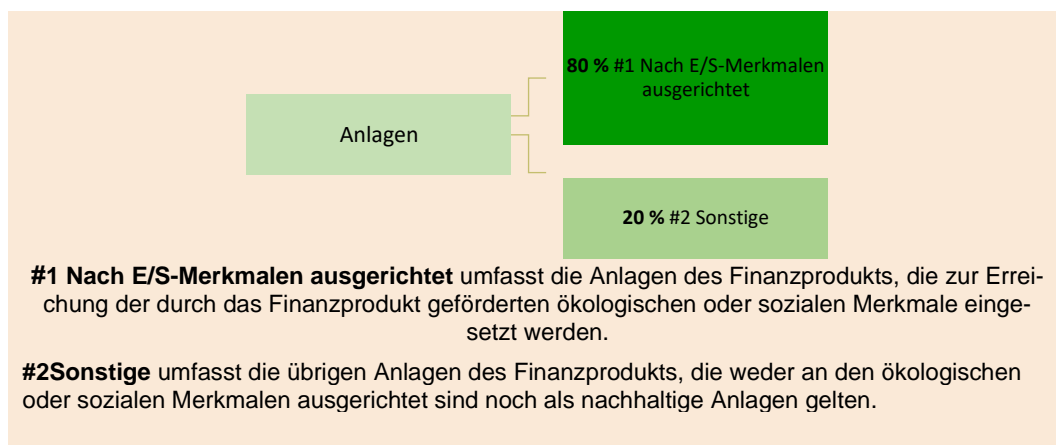 80 % #1 Nach E/S-Merkmalen
ausgerichtet
Anlagen
20 % #2 Sonstige
#1 Nach E/S-Merkmalen ausgerichtet umfasst die Anlagen des Finanzprodukts, die zur Errei-
chung der durch das Finanzprodukt geförderten ökologischen oder sozialen Merkmale einge-
setzt werden.
#2Sonstige umfasst die übrigen Anlagen des Finanzprodukts, die weder an den ökologischen
oder sozialen Merkmalen ausgerichtet sind noch als nachhaltige Anlagen gelten.